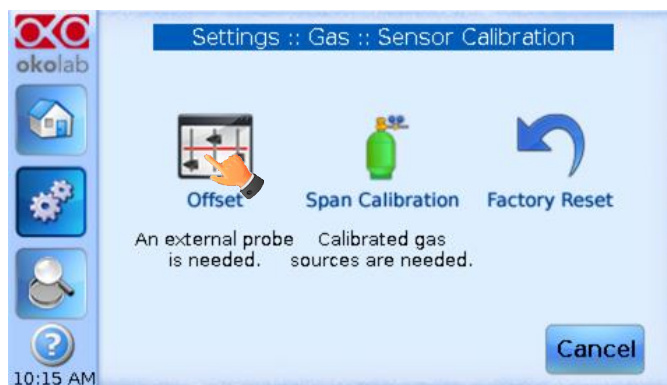 okolab
Settings :: Gas :: Sensor Calibration
Offset
Span Calibration
Factory Reset
An external probe
is needed.
Calibrated gas
sources are needed.
?
Cancel
10:15 AM